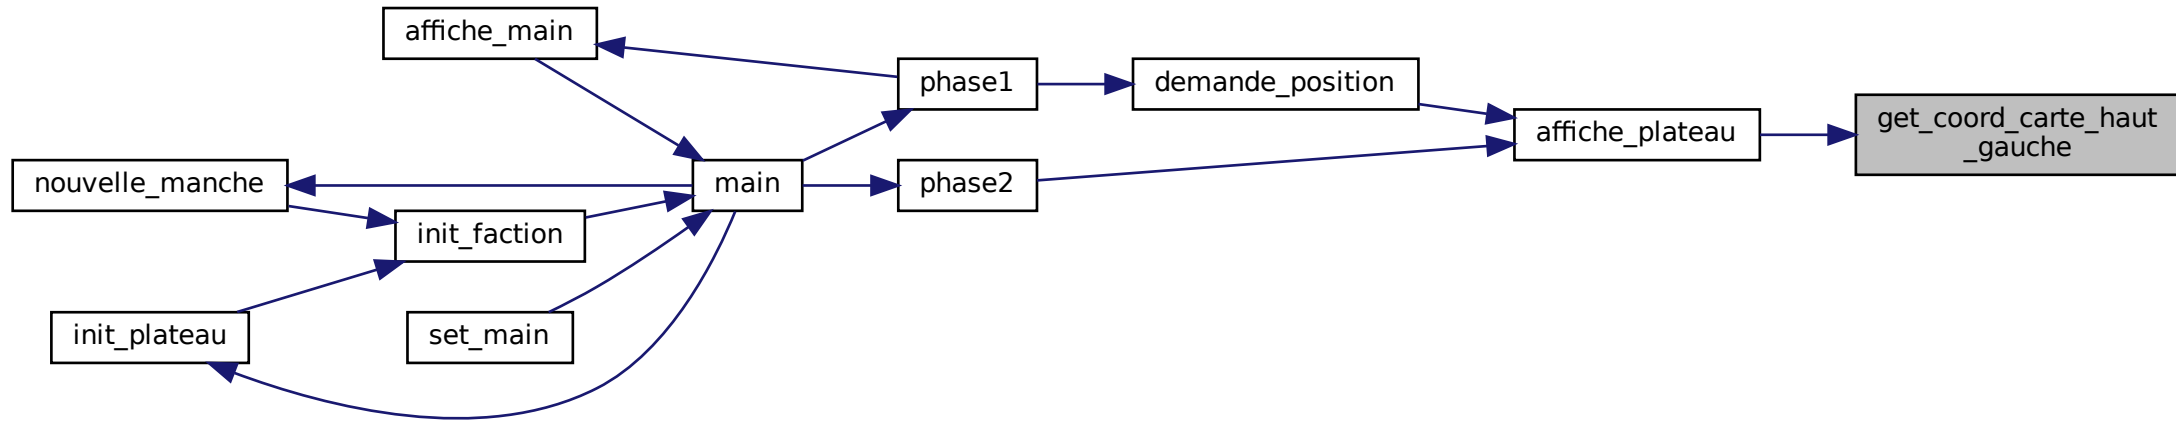 affiche_main
phase1
demande_position
get_coord_carte_haut
_gauche
affiche_plateau
nouvelle_manche
main
phase2
init_faction
init_plateau
set_main